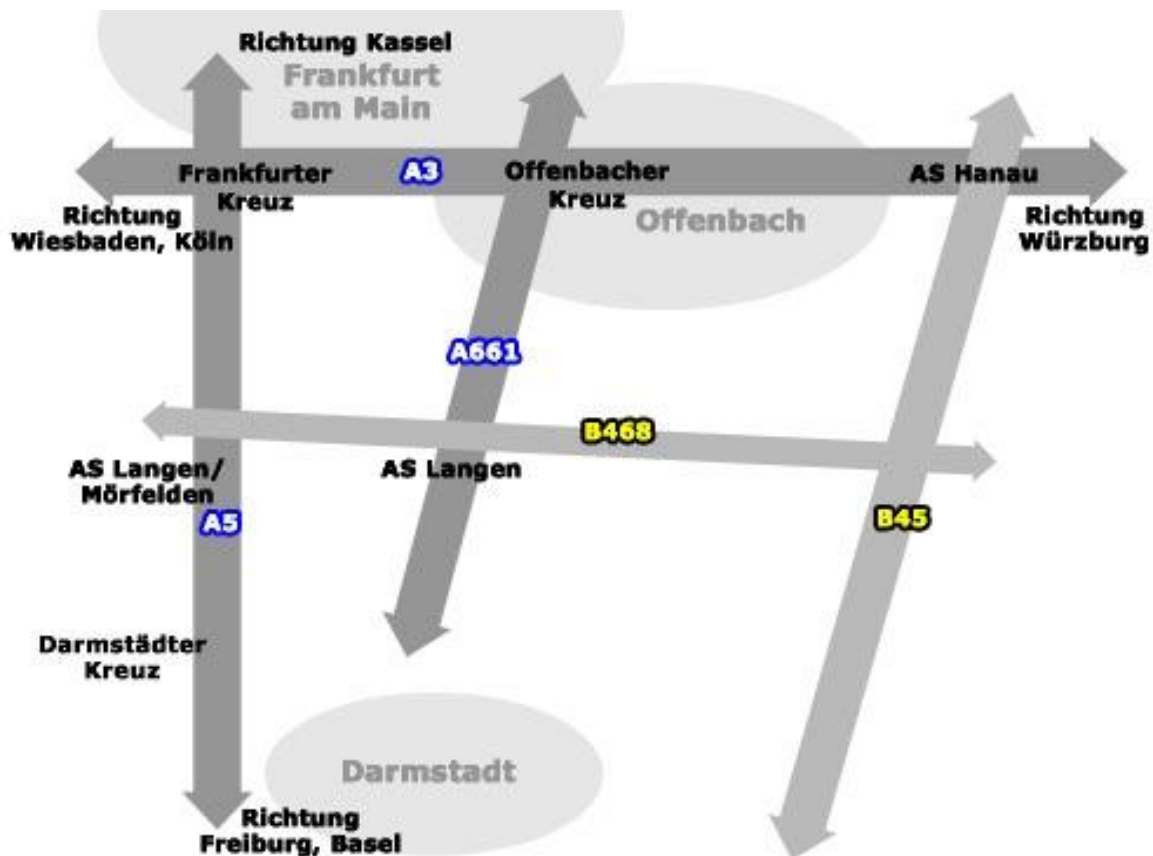 Richtung Kassel
Frankfurt
am Main
Frankfurter
Kreuz
A3
Offenbacher
Kreuz
AS Hanau
Richtung
Wiesbaden, Köln
Offenbach
Richtung
Würzburg
A661
B468
AS Langen/
Mörfelden
AS Langen
A5
B45
Darmstädter
Kreuz
Darmstadt
Richtung
Freiburg, Basel